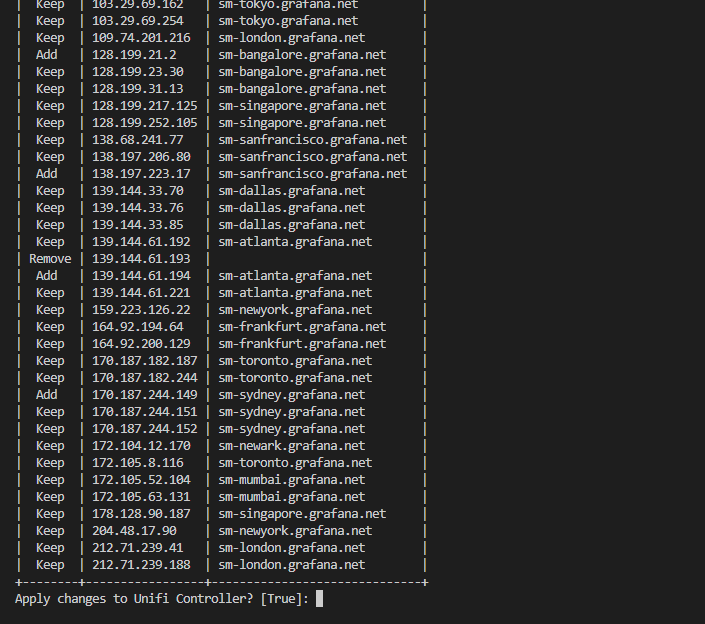 | Keep | 103.29.69.162 | sm-tokyo.grafana.net |
| Keep | 103.29.69.254 | sm-tokyo.grafana.net |
| Keep | 109.74.201.216 | sm-london.grafana.net |
| Add | 128.199.21.2 | sm-bangalore.grafana.net |
| Keep | 128.199.23.30 | sm-bangalore.grafana.net |
| Keep | 128.199.31.13 | sm-bangalore.grafana.net |
| Keep | 128.199.217.125 | sm-singapore.grafana.net |
| Keep | 128.199.252.105 | sm-singapore.grafana.net |
| Keep | 138.68.241.77 | sm-sanfrancisco.grafana.net |
| Keep | 138.197.206.80 | sm-sanfrancisco.grafana.net |
| Add | 138.197.223.17 | sm-sanfrancisco.grafana.net |
| Keep | 139.144.33.70 | sm-dallas.grafana.net |
| Keep | 139.144.33.76 | sm-dallas.grafana.net |
| Keep | 139.144.33.85 | sm-dallas.grafana.net |
| Keep | 139.144.61.192 | sm-atlanta.grafana.net |
| Remove | 139.144.61.193 | |
| Add | 139.144.61.194 | sm-atlanta.grafana.net |
| Keep | 139.144.61.221 | sm-atlanta.grafana.net |
| Keep | 159.223.126.22 | sm-newyork.grafana.net |
| Keep | 164.92.194.64 | sm-frankfurt.grafana.net |
| Keep | 164.92.200.129 | sm-frankfurt.grafana.net |
| Keep | 170.187.182.187 | sm-toronto.grafana.net |
| Keep | 170.187.182.244 | sm-toronto.grafana.net |
| Add | 170.187.244.149 | sm-sydney.grafana.net |
| Keep | 170.187.244.151 | sm-sydney.grafana.net |
| Keep | 170.187.244.152 | sm-sydney.grafana.net |
| Keep | 172.104.12.170 | sm-newark.grafana.net |
| Keep | 172.105.8.116 | sm-toronto.grafana.net |
| Keep | 172.105.52.104 | sm-mumbai.grafana.net |
| Keep | 172.105.63.131 | sm-mumbai.grafana.net |
| Keep | 178.128.90.187 | sm-singapore.grafana.net |
| Keep | 204.48.17.90 | sm-newyork.grafana.net |
| Keep | 212.71.239.41 | sm-london.grafana.net |
| Keep | 212.71.239.188 | sm-london.grafana.net |
+--------+-----------------+-----------------------------+
Apply changes to Unifi Controller? [True]: